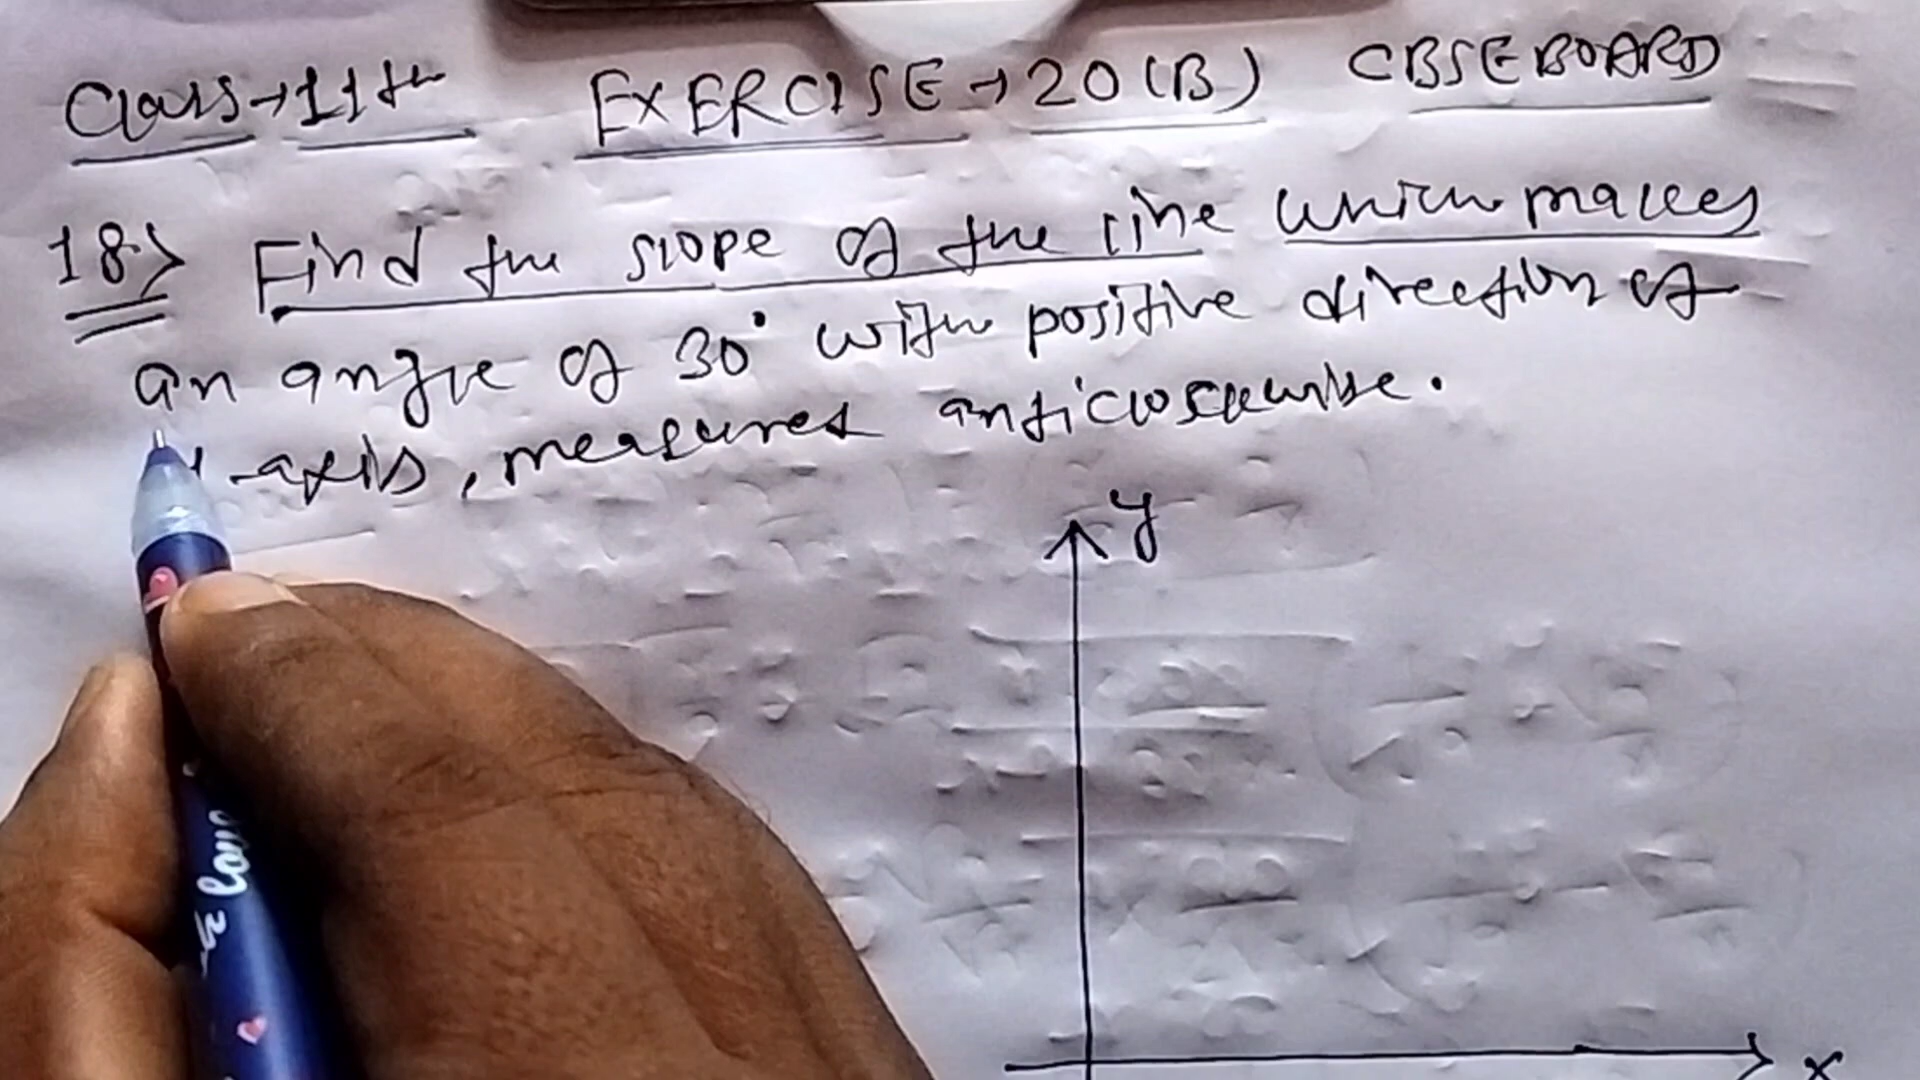 Class→11th EXERCISE→20(B) CBSE BOARD
18> Find the slope of the line which makes
an angle of 30° with positive direction of
y-axis, measured anticlockwise.
y
x